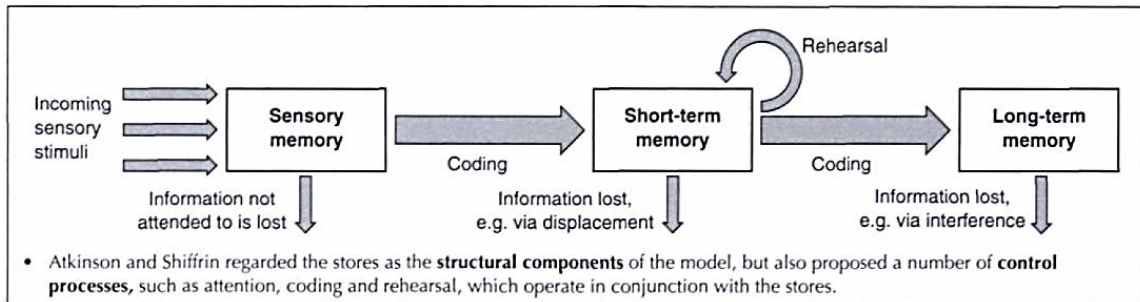 Rehearsal
Incoming
sensory
stimuli
Sensory
memory
Coding
Short-term
memory
Coding
Long-term
memory
Information not
attended to is lost
Information lost,
e.g. via displacement
Information lost,
e.g. via interference
• Atkinson and Shiffrin regarded the stores as the structural components of the model, but also proposed a number of control
processes, such as attention, coding and rehearsal, which operate in conjunction with the stores.